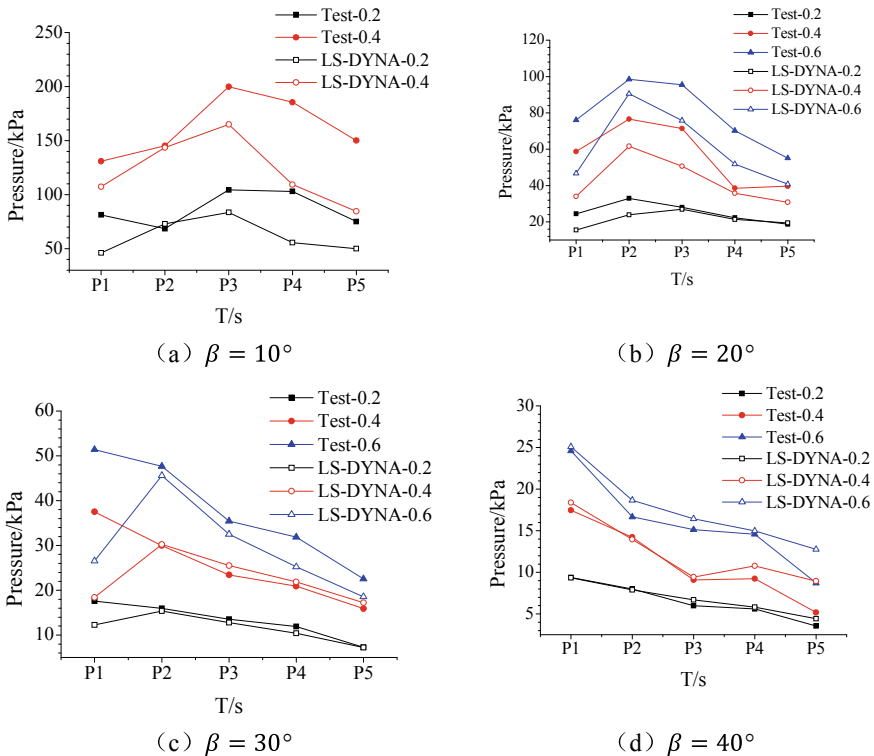 Test-0.2
Test-0.4
LS-DYNA-0.2
LS-DYNA-0.4
250
200
150
100
50
Pressure/kPa
P1 P2 P3 P4 P5
T/s
(a) β = 10°
Test-0.2
Test-0.4
Test-0.6
LS-DYNA-0.2
LS-DYNA-0.4
LS-DYNA-0.6
120
100
80
60
40
20
Pressure/kPa
P1 P2 P3 P4 P5
T/s
(b) β = 20°
Test-0.2
Test-0.4
Test-0.6
LS-DYNA-0.2
LS-DYNA-0.4
LS-DYNA-0.6
60
50
40
30
20
10
Pressure/kPa
P1 P2 P3 P4 P5
T/s
(c) β = 30°
Test-0.2
Test-0.4
Test-0.6
LS-DYNA-0.2
LS-DYNA-0.4
LS-DYNA-0.6
30
25
20
15
10
5
Pressure/kPa
P1 P2 P3 P4 P5
T/s
(d) β = 40°